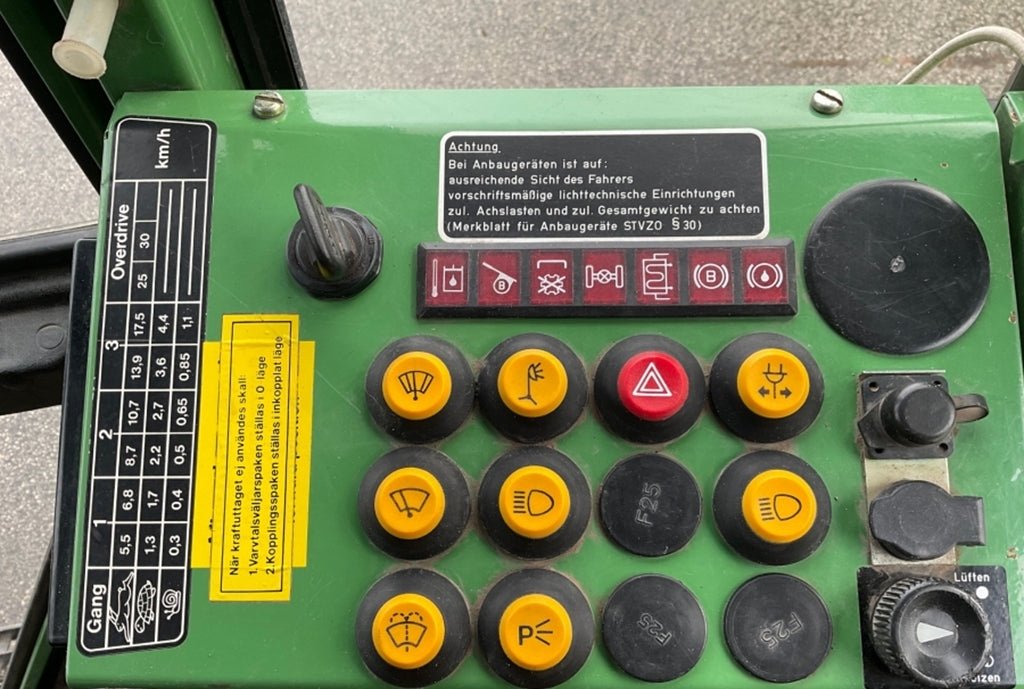 Gang 1 2 3 Overdrive km/h
5,5 6,8 8,7 10,7 13,9 17,5 25 30
1,3 1,7 2,2 2,7 3,6 4,4
0,3 0,4 0,5 0,65 0,85 1,1
När kraftuttaget ej användes skall:
1.Varvtalsväljarspaken ställas i 0 läge
2.Kopplingsspaken ställas i inkopplat läge
Achtung
Bei Anbaugeräten ist auf:
ausreichende Sicht des Fahrers
vorschriftsmäßige lichttechnische Einrichtungen
zul. Achslasten und zul. Gesamtgewicht zu achten
(Merkblatt für Anbaugeräte STVZO §30)
B
B
F25
P
F25
F25
Lüften